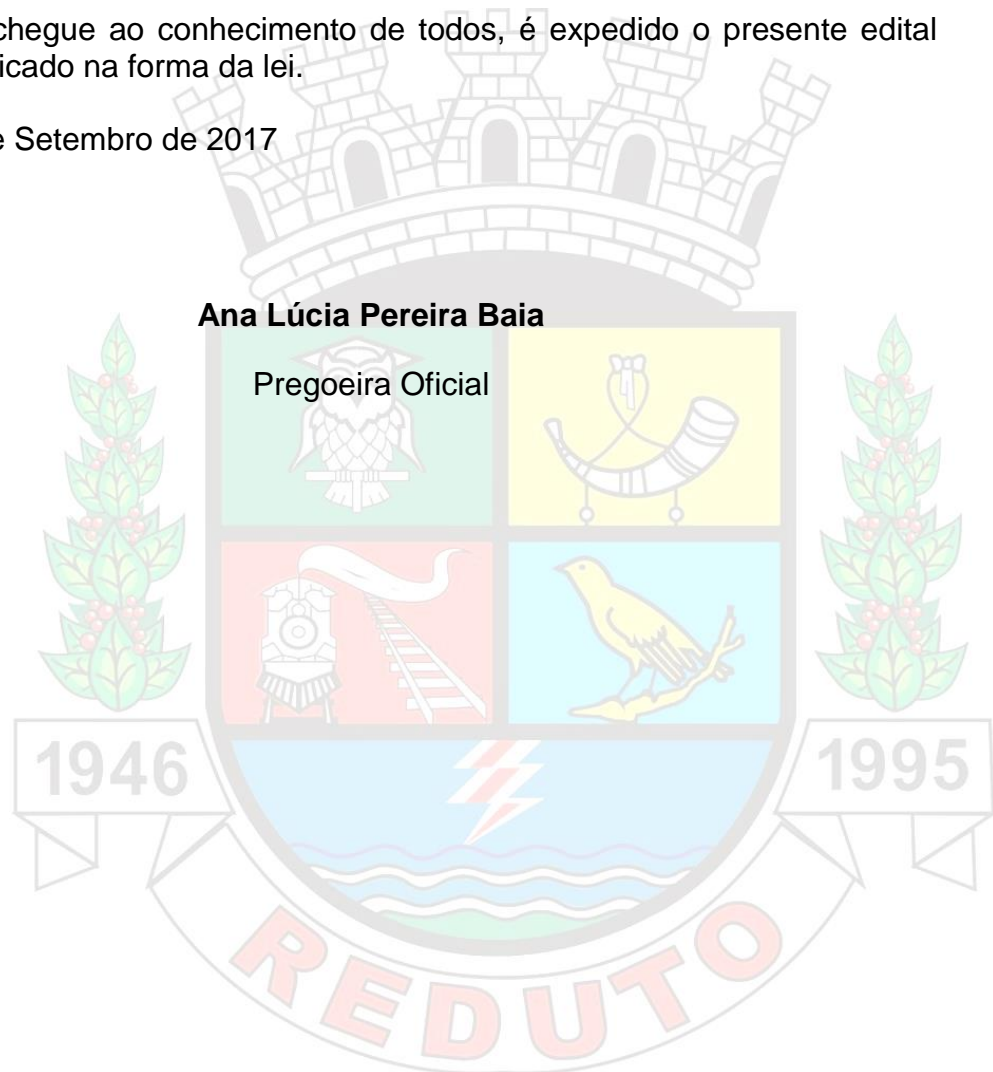 chegue ao conhecimento de todos, é expedido o presente edital
icado na forma da lei.
e Setembro de 2017
Ana Lúcia Pereira Baia
Pregoeira Oficial
1946
1995
REDUTO